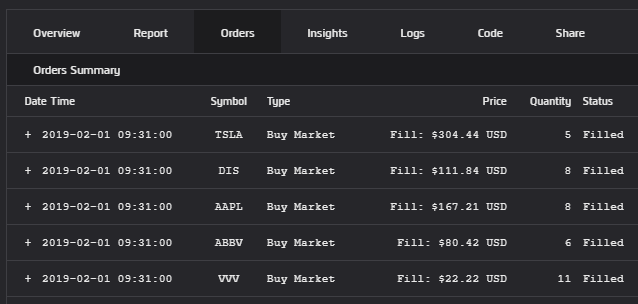 Overview Report Orders Insights Logs Code Share
Orders Summary
Date Time Symbol Type Price Quantity Status
+ 2019-02-01 09:31:00 TSLA Buy Market Fill: $304.44 USD 5 Filled
+ 2019-02-01 09:31:00 DIS Buy Market Fill: $111.84 USD 8 Filled
+ 2019-02-01 09:31:00 AAPL Buy Market Fill: $167.21 USD 8 Filled
+ 2019-02-01 09:31:00 ABBV Buy Market Fill: $80.42 USD 6 Filled
+ 2019-02-01 09:31:00 VVV Buy Market Fill: $22.22 USD 11 Filled